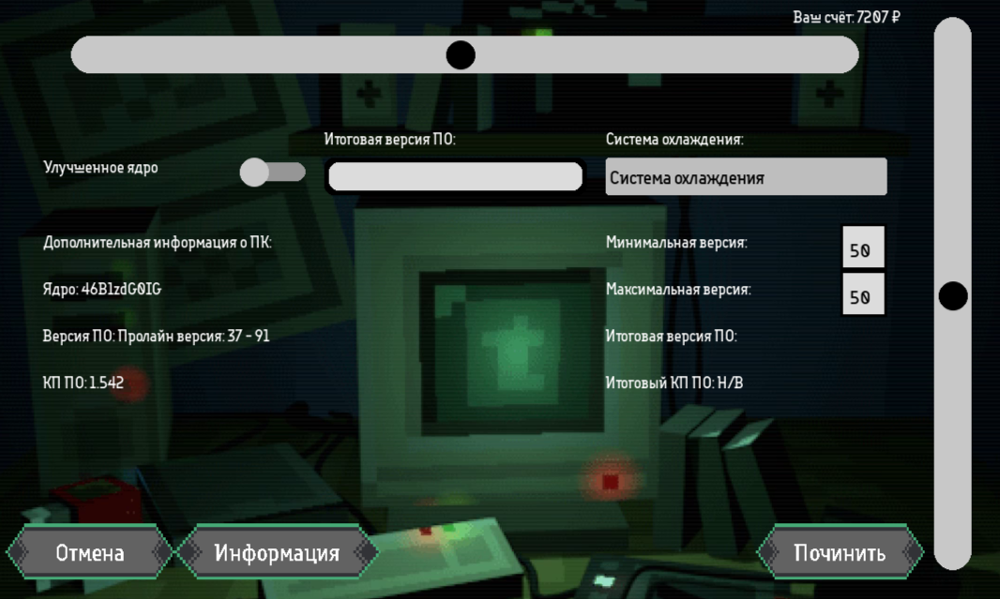 Ваш счёт: 7207 ₽
Итоговая версия ПО:
Система охлаждения:
Улучшенное ядро
Система охлаждения
Дополнительная информация о ПК:
Минимальная версия:
50
Ядро: 46B1zdG0IG
Максимальная версия:
50
Версия ПО: Пролайн версия: 37 - 91
Итоговая версия ПО:
КП ПО: 1.542
Итоговый КП ПО: Н/В
Отмена
Информация
Починить